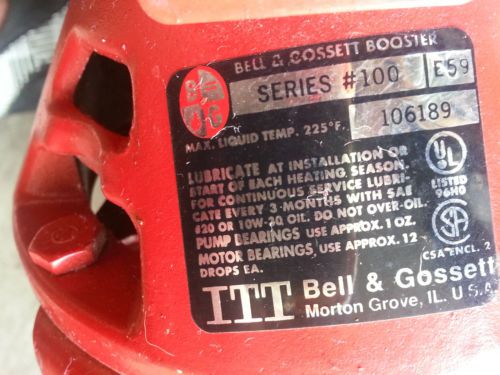 BELL & GOSSETT BOOSTER
SERIES #100 E59
B G
106189
MAX. LIQUID TEMP. 225°F.
LUBRICATE AT INSTALLATION OR
START OF EACH HEATING SEASON.
FOR CONTINUOUS SERVICE LUBRI-
CATE EVERY 3 MONTHS WITH SAE
#20 OR 10W-20 OIL. DO NOT OVER-OIL.
PUMP BEARINGS USE APPROX. 1 OZ.
MOTOR BEARINGS, USE APPROX. 12
DROPS EA.
UL
LISTED
96H0
SA
CSA ENCL. 2
ITT Bell & Gossett
Morton Grove, IL. U.S.A.